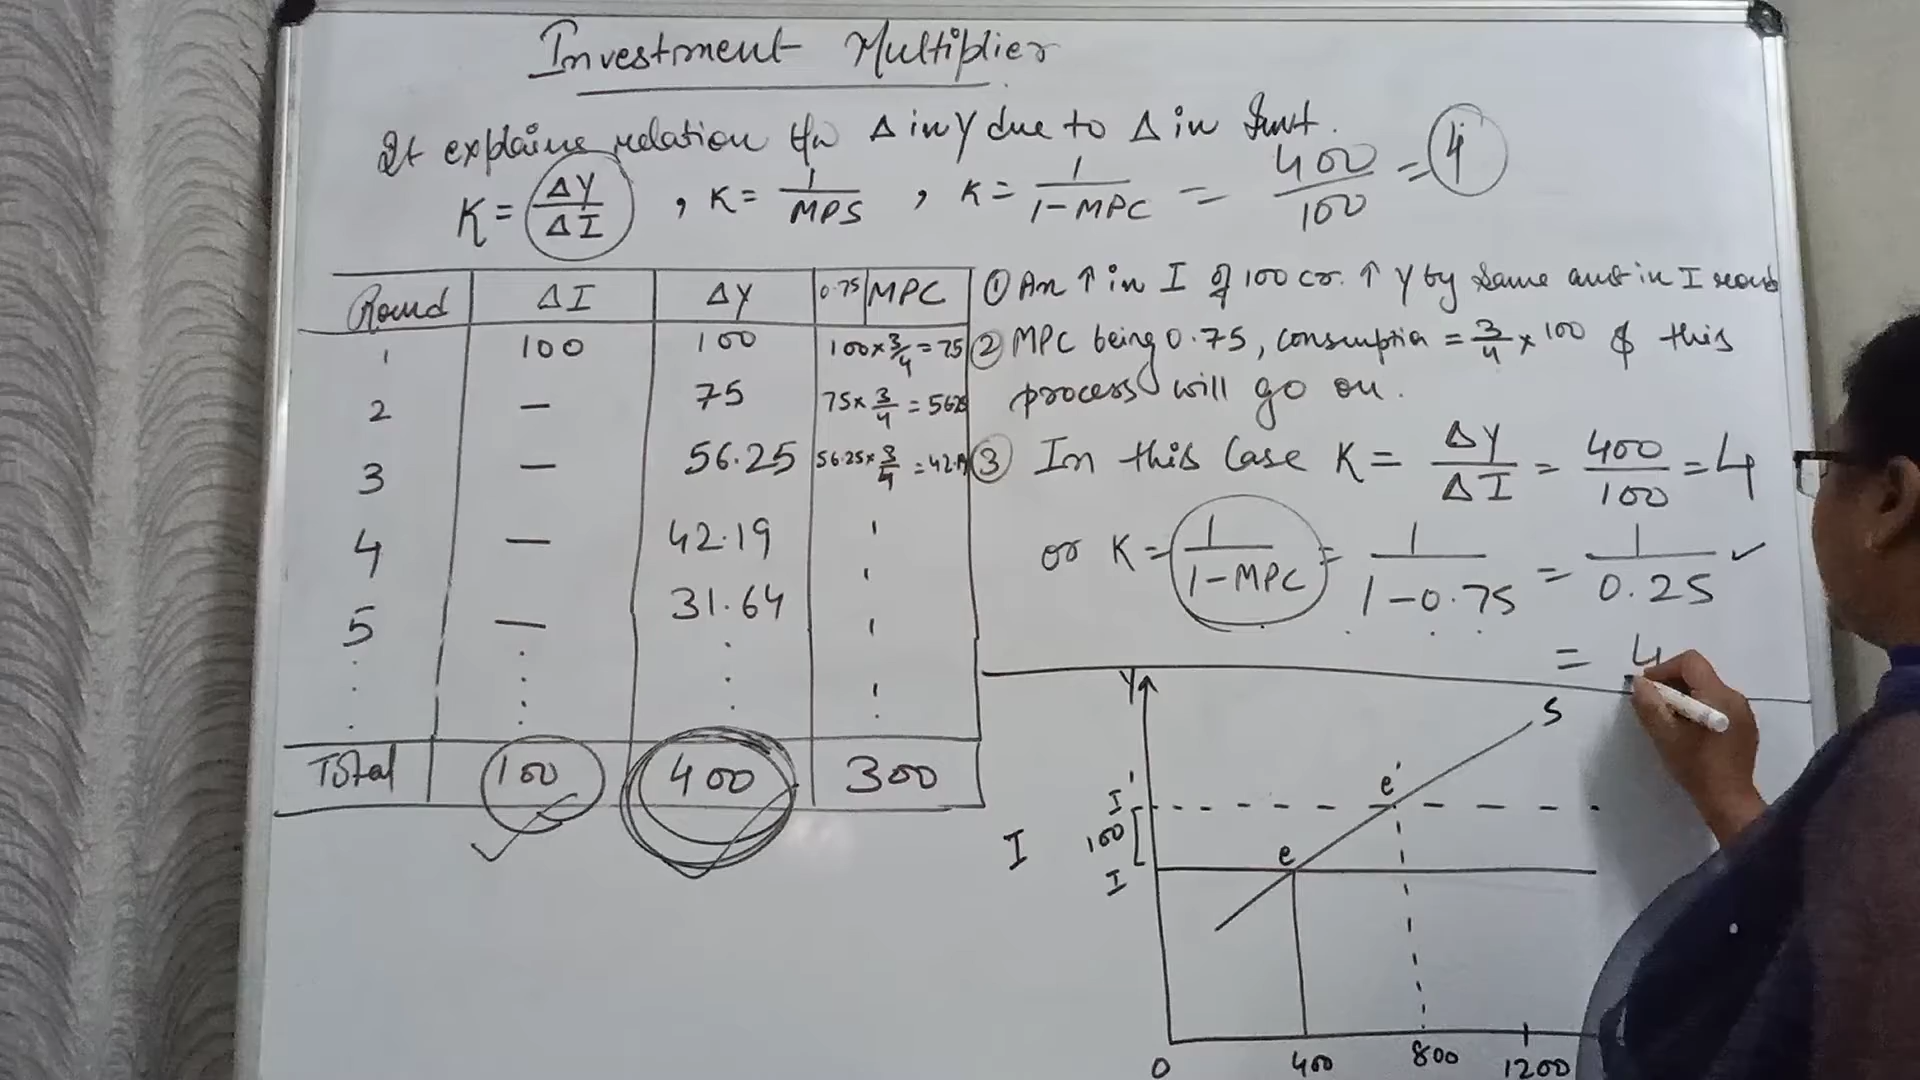 Investment Multiplier
It explains relation b/w Δ in Y due to Δ in Invt.
K = ΔY/ΔI , K = 1/MPS , K = 1/1-MPC = 400/100 = 4
Round ΔI ΔY 0.75 MPC
1 100 100 100 × 3/4 = 75
2 — 75 75 × 3/4 = 5625
3 — 56.25 56.25 × 3/4 = 42.19
4 — 42.19
5 — 31.64
Total 100 400 300
① An ↑ in I of 100 cr. ↑ Y by same amt in I round
② MPC being 0.75, consumption = 3/4 × 100 & this
process will go on.
③ In this Case K = ΔY/ΔI = 400/100 = 4
or K = 1/1-MPC = 1/1-0.75 = 1/0.25 ✓
= 4
Y
S
I' e'
100
I
I e
0 400 800 1200